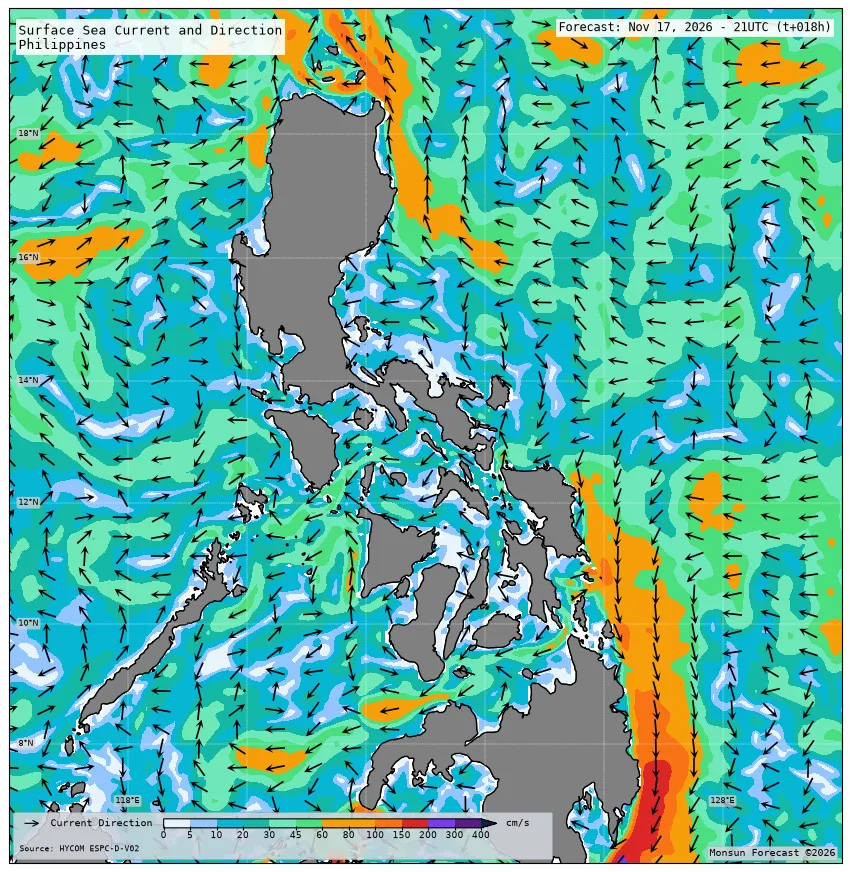 Surface Sea Current and Direction
Philippines
Forecast: Nov 17, 2026 - 21UTC (t+018h)
18°N
16°N
14°N
12°N
10°N
8°N
118°E
128°E
Current Direction
0 5 10 20 30 45 60 80 100 150 200 300 400
cm/s
Source: HYCOM ESPC-D-V02
Monsun Forecast ©2026